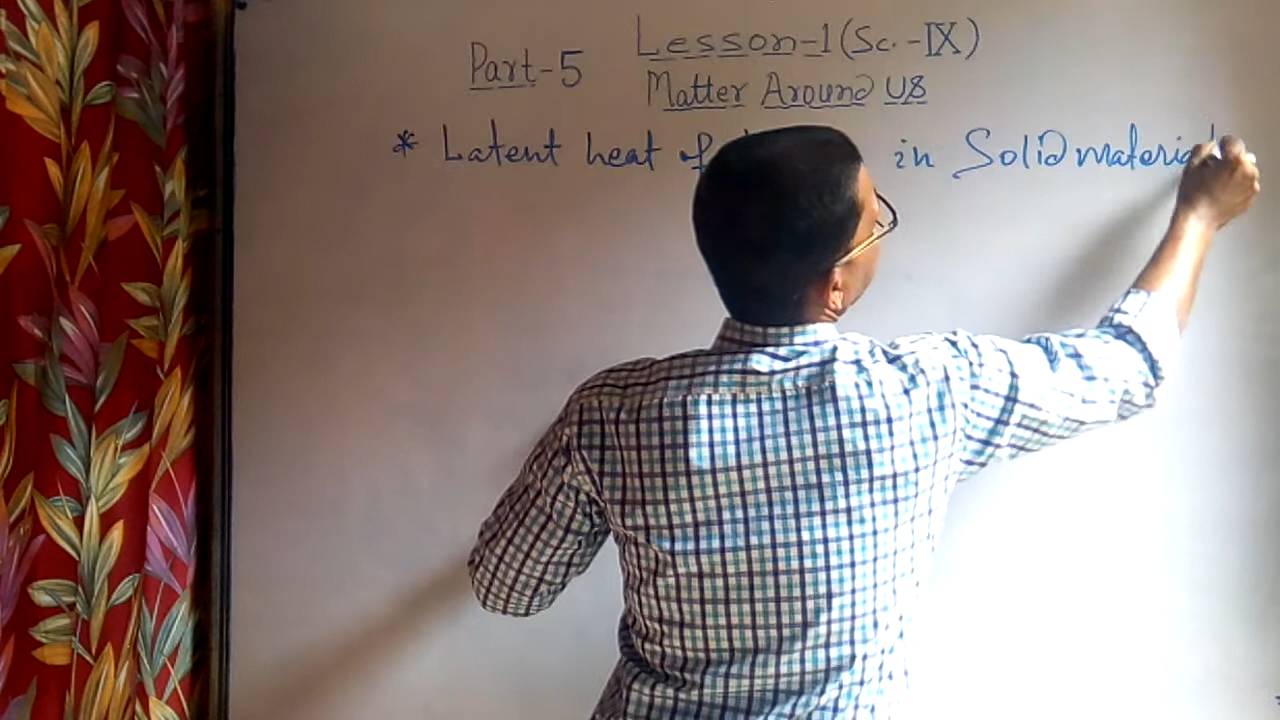 Part-5 Lesson-1(Sc.-IX)
Matter Around US
* Latent heat of in Solid material